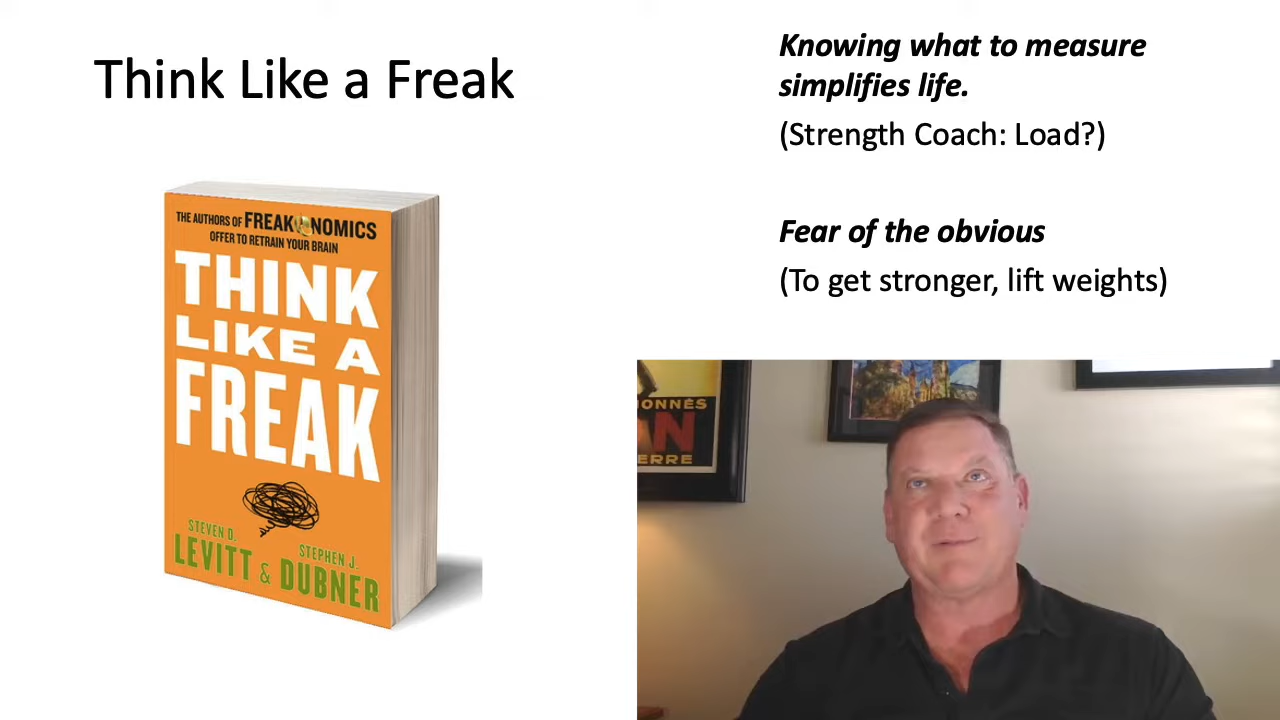 Think Like a Freak
THE AUTHORS OF FREAKONOMICS
OFFER TO RETRAIN YOUR BRAIN
THINK
LIKE A
FREAK
STEVEN D.
LEVITT &
STEPHEN J.
DUBNER
Knowing what to measure
simplifies life.
(Strength Coach: Load?)
Fear of the obvious
(To get stronger, lift weights)
IONNÈS
AN
ERRE